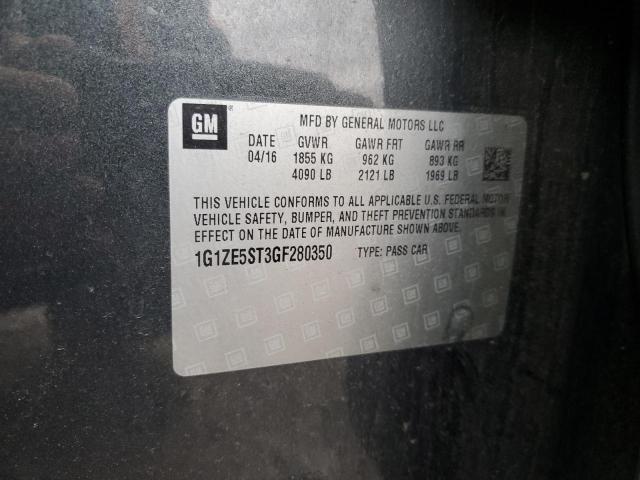 GM
MFD BY GENERAL MOTORS LLC
DATE GVWR GAWR FRT GAWR RR
04/16 1855 KG 962 KG 893 KG
4090 LB 2121 LB 1969 LB
THIS VEHICLE CONFORMS TO ALL APPLICABLE U.S. FEDERAL MOTOR
VEHICLE SAFETY, BUMPER, AND THEFT PREVENTION STANDARDS IN
EFFECT ON THE DATE OF MANUFACTURE SHOWN ABOVE.
1G1ZE5ST3GF280350 TYPE: PASS CAR